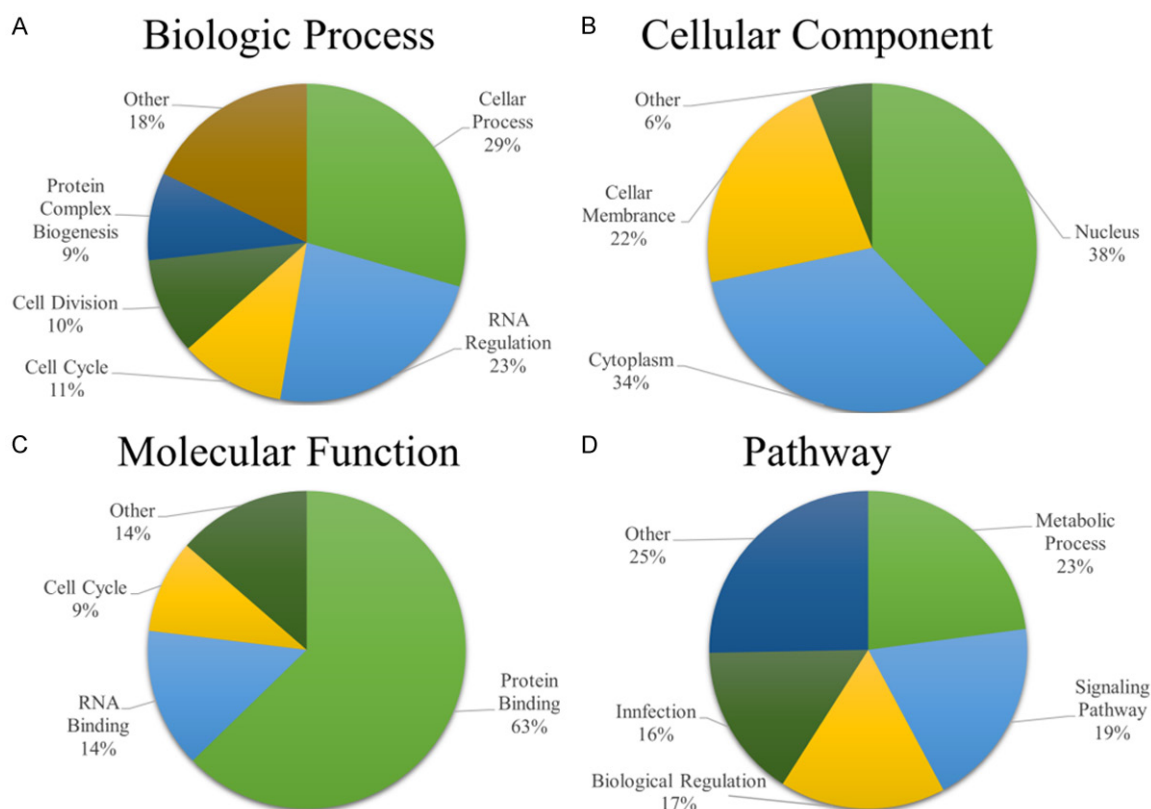 A
Biologic Process
Other
18%
Cellar
Process
29%
Protein
Complex
Biogenesis
9%
Cell Division
10%
RNA
Regulation
23%
Cell Cycle
11%
B
Cellular Component
Other
6%
Cellar
Membrance
22%
Nucleus
38%
Cytoplasm
34%
C
Molecular Function
Other
14%
Cell Cycle
9%
RNA
Binding
14%
Protein
Binding
63%
D
Pathway
Other
25%
Metabolic
Process
23%
Innfection
16%
Signaling
Pathway
19%
Biological Regulation
17%